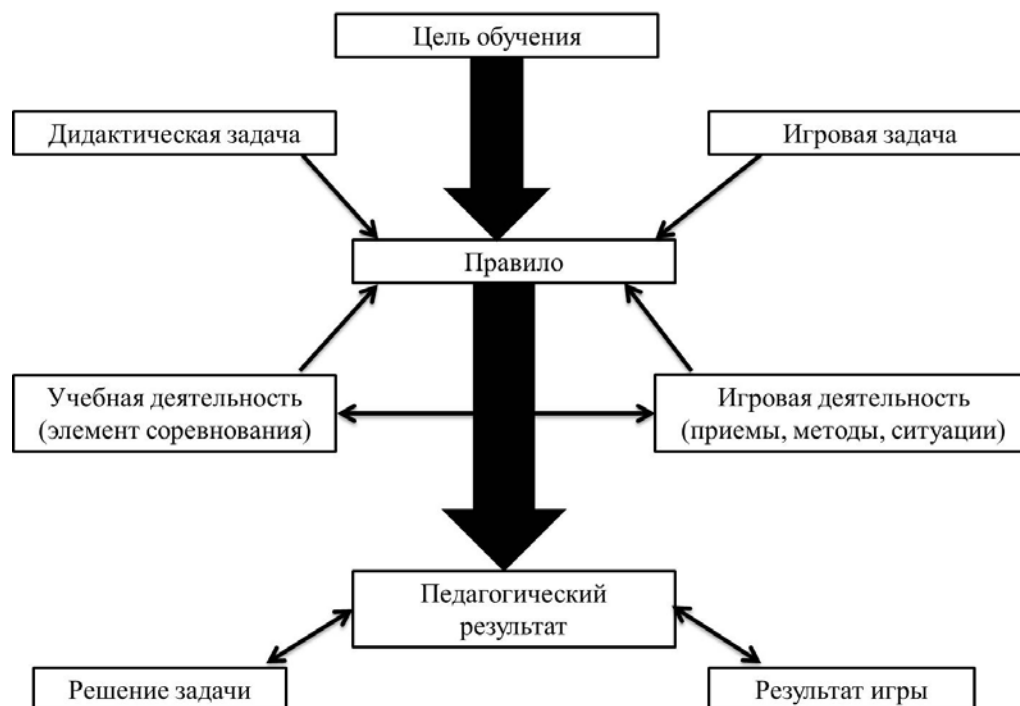 Цель обучения
Дидактическая задача
Игровая задача
Правило
Учебная деятельность
(элемент соревнования)
Игровая деятельность
(приемы, методы, ситуации)
Педагогический
результат
Решение задачи
Результат игры